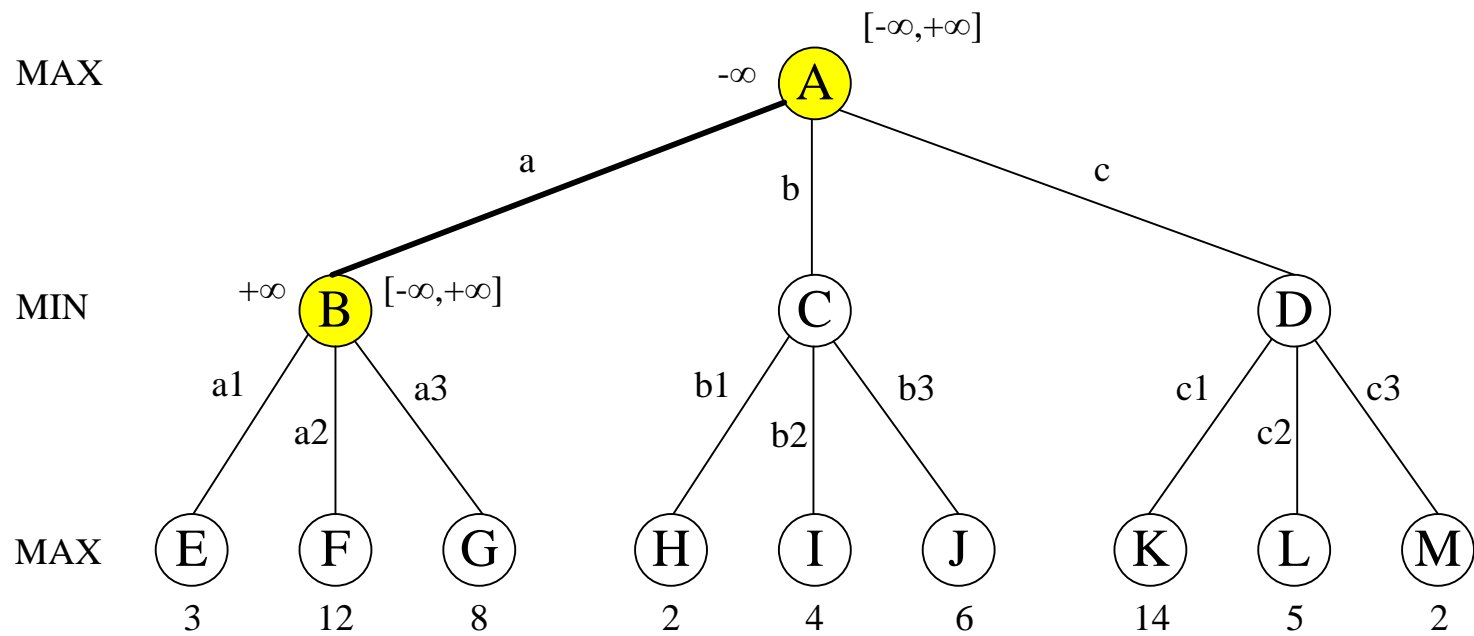 [-∞,+∞]
MAX -∞ A
a b c
MIN +∞ B [-∞,+∞] C D
a1 a2 a3 b1 b2 b3 c1 c2 c3
MAX E F G H I J K L M
3 12 8 2 4 6 14 5 2